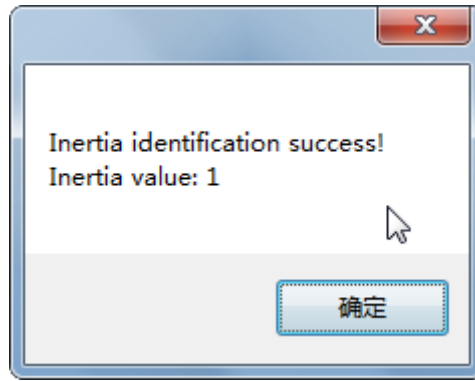 Inertia identification success!
Inertia value: 1
确定